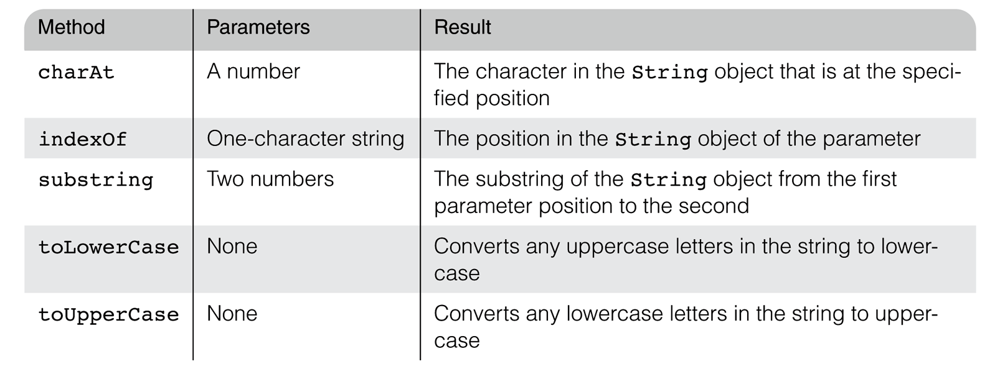 Method Parameters Result
charAt A number The character in the String object that is at the speci-
fied position
indexOf One-character string The position in the String object of the parameter
substring Two numbers The substring of the String object from the first
parameter position to the second
toLowerCase None Converts any uppercase letters in the string to lower-
case
toUpperCase None Converts any lowercase letters in the string to upper-
case